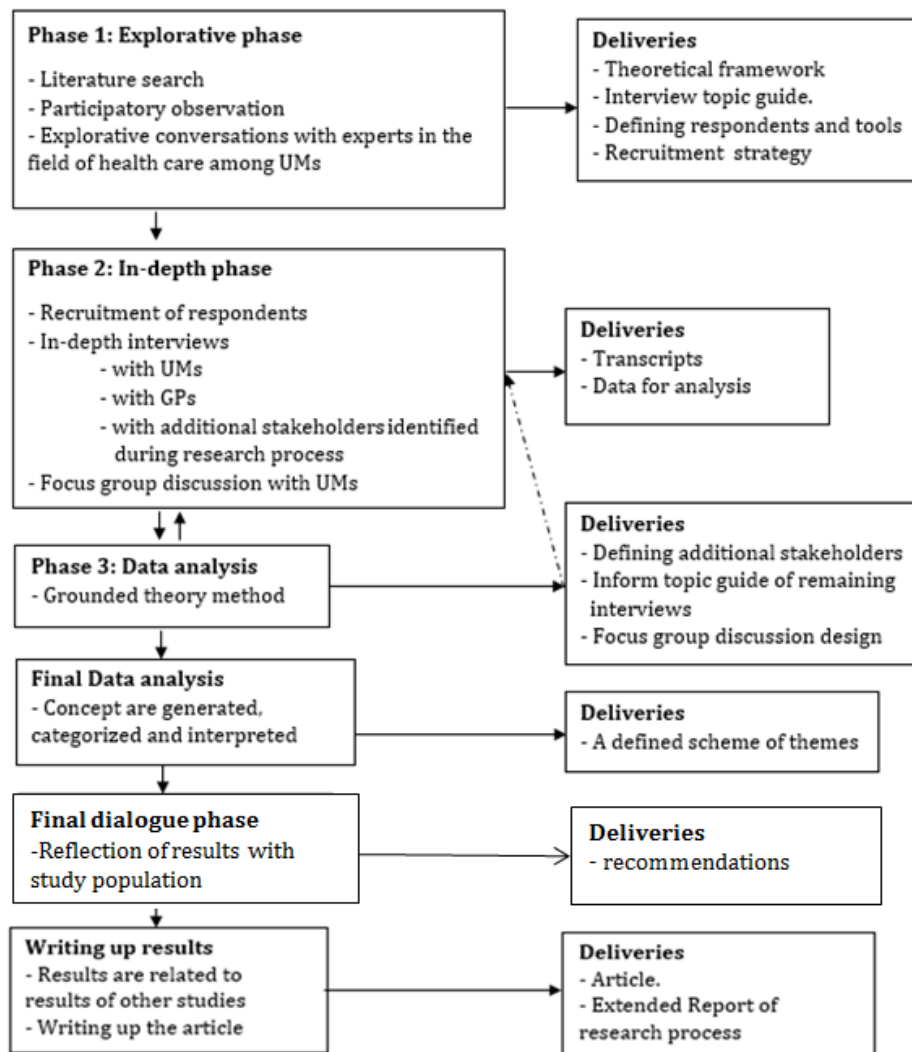 Phase 1: Explorative phase
- Literature search
- Participatory observation
- Explorative conversations with experts in the
field of health care among UMs
Deliveries
- Theoretical framework
- Interview topic guide.
- Defining respondents and tools
- Recruitment strategy
Phase 2: In-depth phase
- Recruitment of respondents
- In-depth interviews
- with UMs
- with GPs
- with additional stakeholders identified
during research process
- Focus group discussion with UMs
Deliveries
- Transcripts
- Data for analysis
Phase 3: Data analysis
- Grounded theory method
Deliveries
- Defining additional stakeholders
- Inform topic guide of remaining
interviews
- Focus group discussion design
Final Data analysis
- Concept are generated,
categorized and interpreted
Deliveries
- A defined scheme of themes
Final dialogue phase
-Reflection of results with
study population
Deliveries
- recommendations
Writing up results
- Results are related to
results of other studies
- Writing up the article
Deliveries
- Article.
- Extended Report of
research process